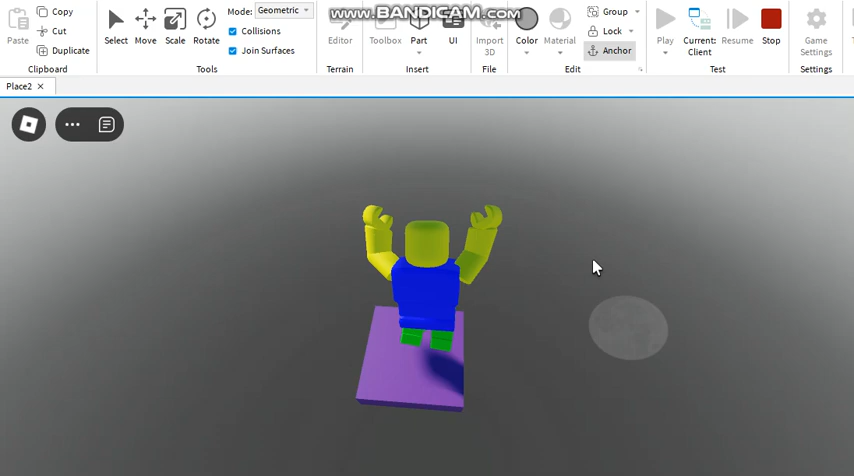 Copy
Mode: Geometric
www.BANDICAM.com
Group
Cut
Collisions
Lock
Paste
Select Move Scale Rotate
Editor
Toolbox Part UI
Import 3D
Color Material
Play
Current: Client
Resume Stop
Game Settings
Duplicate
Join Surfaces
Anchor
Clipboard
Tools
Terrain
Insert
File
Edit
Test
Settings
Place2